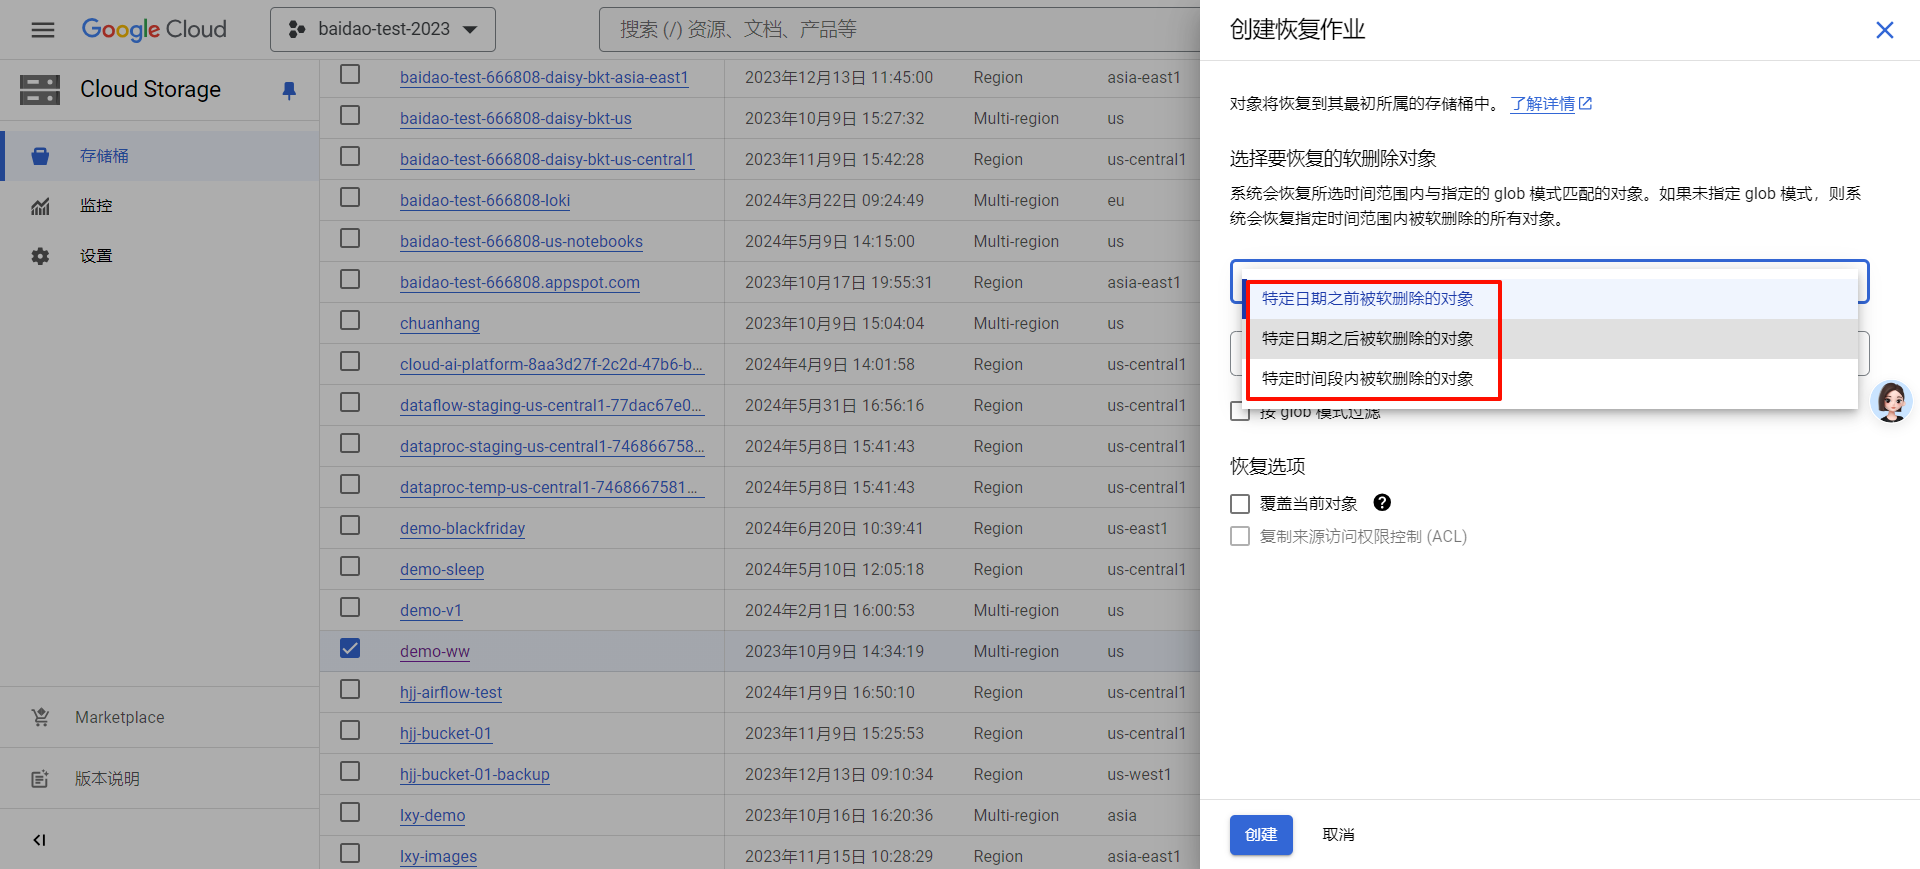 Google Cloud
baidao-test-2023
搜索 (/) 资源、文档、产品等
Cloud Storage
存储桶
监控
设置
Marketplace
版本说明
baidao-test-666808-daisy-bkt-asia-east1 2023年12月13日 11:45:00 Region asia-east1
baidao-test-666808-daisy-bkt-us 2023年10月9日 15:27:32 Multi-region us
baidao-test-666808-daisy-bkt-us-central1 2023年11月9日 15:42:28 Region us-central1
baidao-test-666808-loki 2024年3月22日 09:24:49 Multi-region eu
baidao-test-666808-us-notebooks 2024年5月9日 14:15:00 Multi-region us
baidao-test-666808.appspot.com 2023年10月17日 19:55:31 Region asia-east1
chuanhang 2023年10月9日 15:04:04 Multi-region us
cloud-ai-platform-8aa3d27f-2c2d-47b6-b... 2024年4月9日 14:01:58 Region us-central1
dataflow-staging-us-central1-77dac67e0... 2024年5月31日 16:56:16 Region us-central1
dataproc-staging-us-central1-746866758... 2024年5月8日 15:41:43 Region us-central1
dataproc-temp-us-central1-7468667581... 2024年5月8日 15:41:43 Region us-central1
demo-blackfriday 2024年6月20日 10:39:41 Region us-east1
demo-sleep 2024年5月10日 12:05:18 Region us-central1
demo-v1 2024年2月1日 16:00:53 Multi-region us
demo-ww 2023年10月9日 14:34:19 Multi-region us
hjj-airflow-test 2024年1月9日 16:50:10 Region us-central1
hjj-bucket-01 2023年11月9日 15:25:53 Region us-central1
hjj-bucket-01-backup 2023年12月13日 09:10:34 Region us-west1
lxy-demo 2023年10月16日 16:20:36 Multi-region asia
lxy-images 2023年11月15日 10:28:29 Region asia-east1
创建恢复作业
对象将恢复到其最初所属的存储桶中。 了解详情
选择要恢复的软删除对象
系统会恢复所选时间范围内与指定的 glob 模式匹配的对象。如果未指定 glob 模式，则系
统会恢复指定时间范围内被软删除的所有对象。
特定日期之前被软删除的对象
特定日期之后被软删除的对象
特定时间段内被软删除的对象
按 glob 模式过滤
恢复选项
覆盖当前对象
复制来源访问权限控制 (ACL)
创建 取消